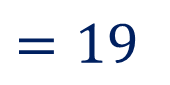 = 19